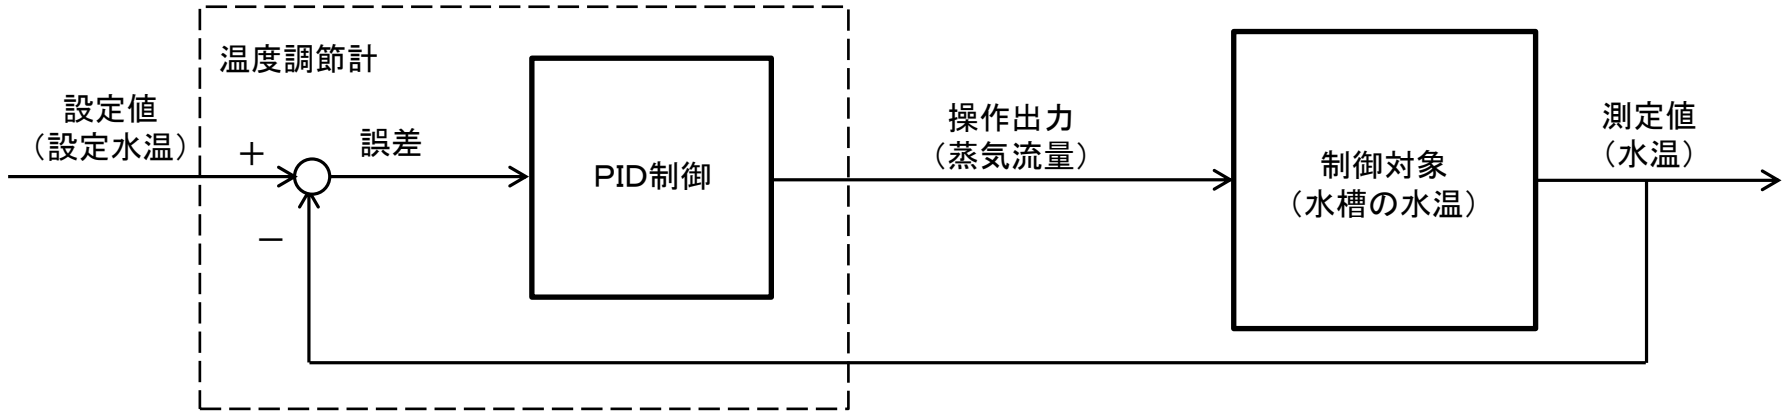 温度調節計
設定値
（設定水温）
＋
誤差
PID制御
操作出力
（蒸気流量）
制御対象
（水槽の水温）
測定値
（水温）
－